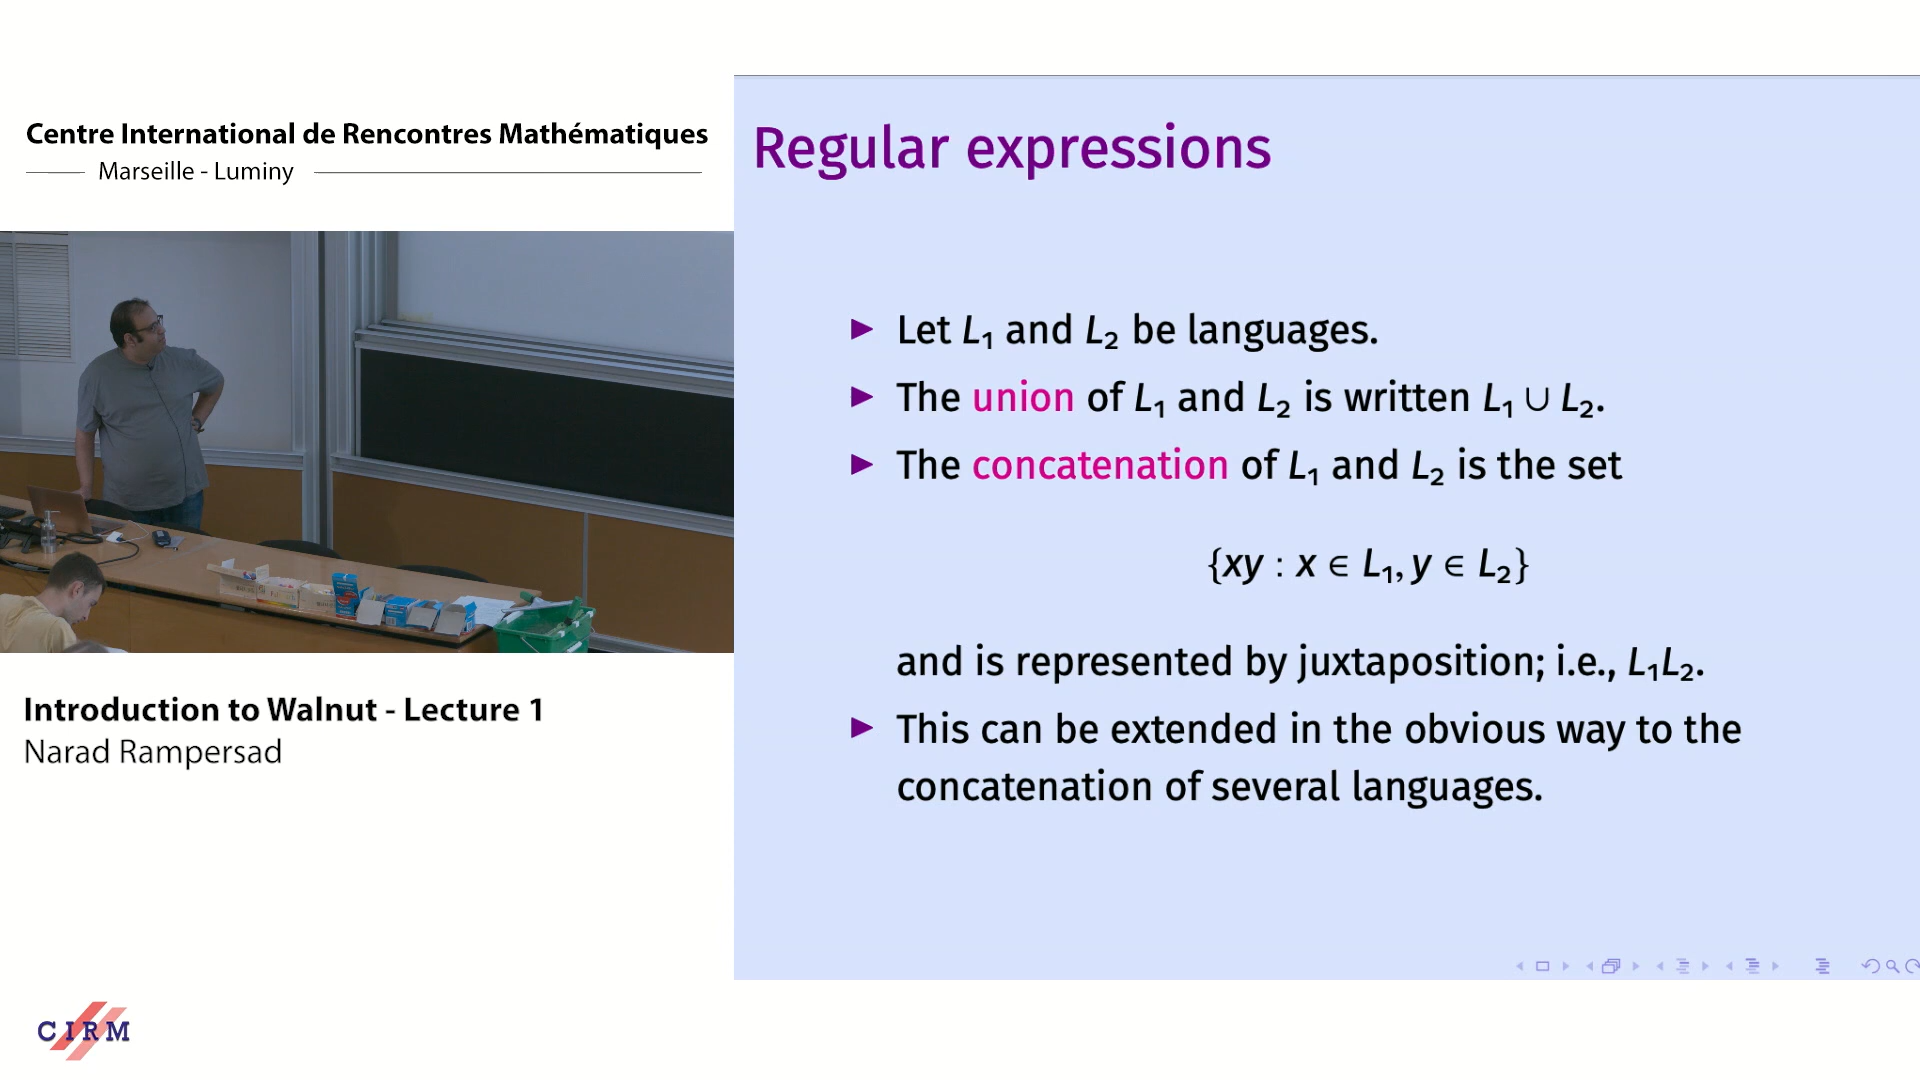 Centre International de Rencontres Mathématiques
Marseille - Luminy
Introduction to Walnut - Lecture 1
Narad Rampersad
CIRM
Regular expressions
Let L₁ and L₂ be languages.
The union of L₁ and L₂ is written L₁ ∪ L₂.
The concatenation of L₁ and L₂ is the set
{xy : x ∈ L₁, y ∈ L₂}
and is represented by juxtaposition; i.e., L₁L₂.
This can be extended in the obvious way to the
concatenation of several languages.